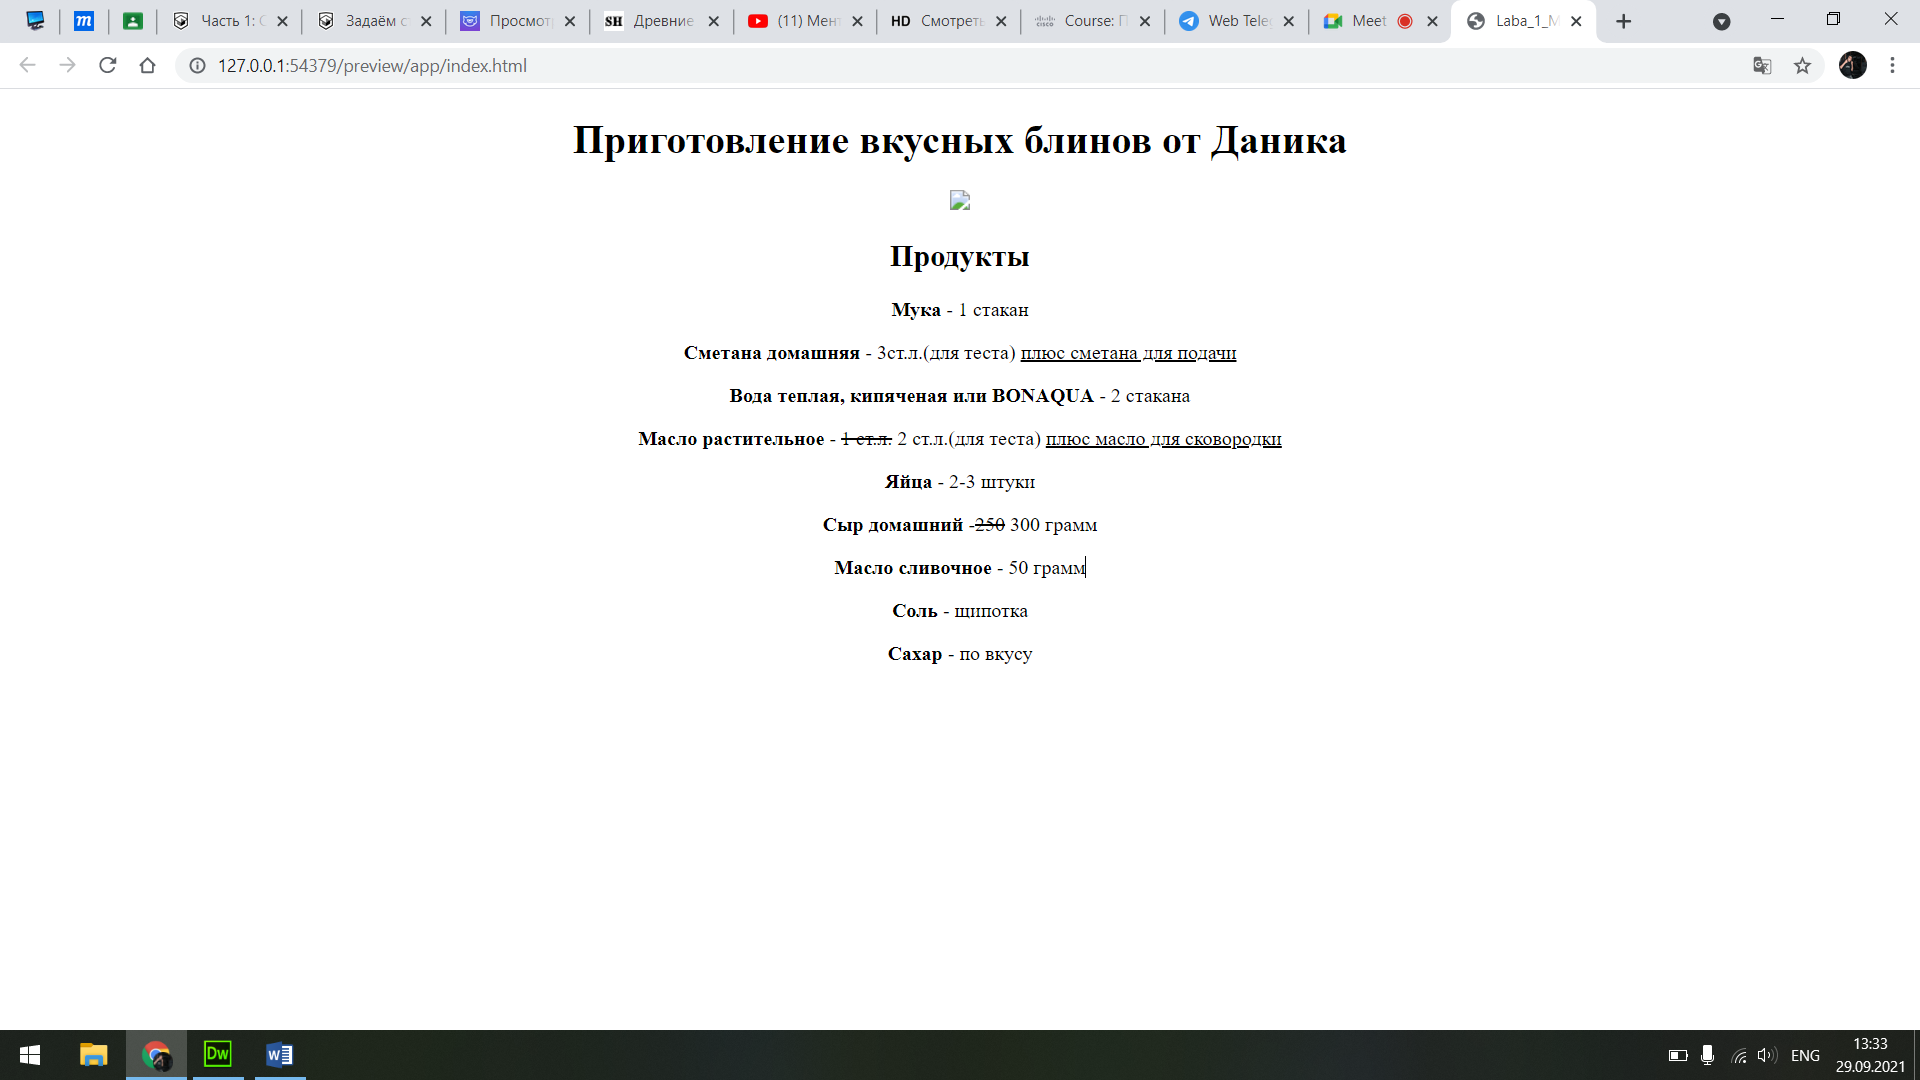 Часть 1: С
Задаём с
Просмот
SH Древние
(11) Мен
HD Смотреть
Course: П
Web Tele
Meet
Laba_1_M
127.0.0.1:54379/preview/app/index.html
Приготовление вкусных блинов от Даника
Продукты
Мука - 1 стакан
Сметана домашняя - 3ст.л.(для теста) плюс сметана для подачи
Вода теплая, кипяченая или BONAQUA - 2 стакана
Масло растительное - 1 ст.л. 2 ст.л.(для теста) плюс масло для сковородки
Яйца - 2-3 штуки
Сыр домашний -250 300 грамм
Масло сливочное - 50 грамм
Соль - щипотка
Сахар - по вкусу
Dw
ENG
13:33
29.09.2021